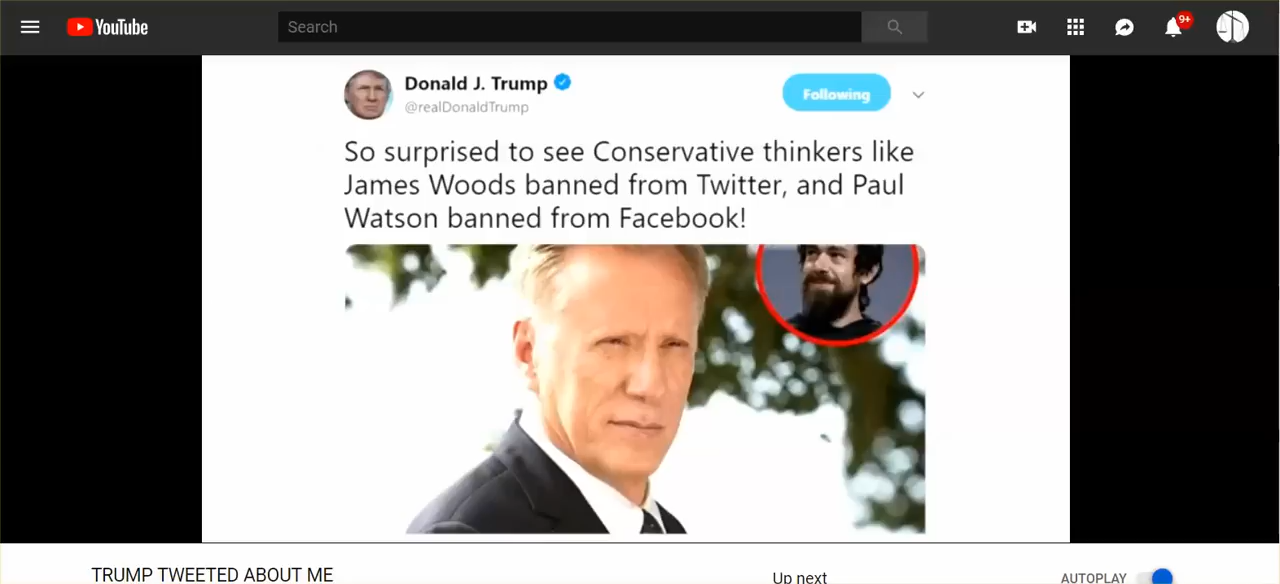 YouTube
Search
9+
Donald J. Trump
@realDonaldTrump
Following
So surprised to see Conservative thinkers like
James Woods banned from Twitter, and Paul
Watson banned from Facebook!
TRUMP TWEETED ABOUT ME
Up next
AUTOPLAY